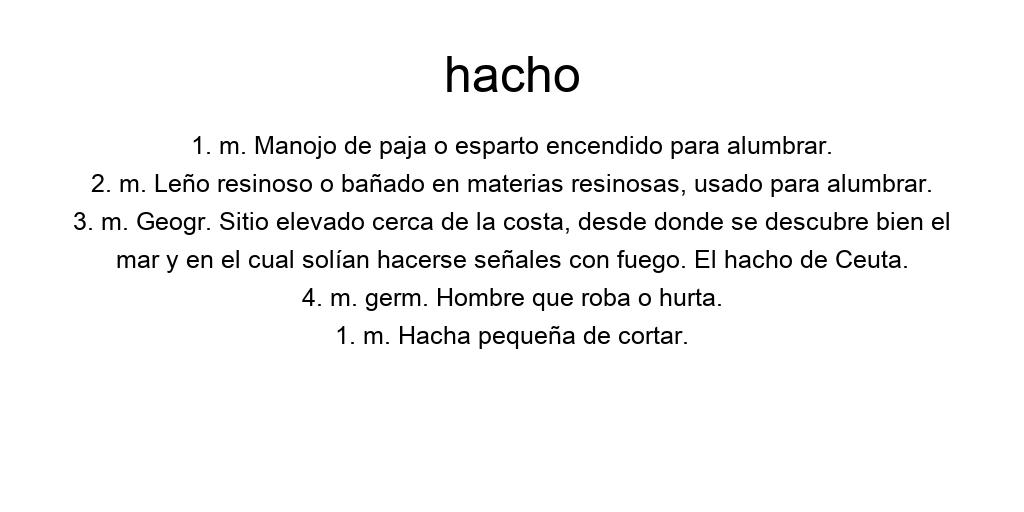 hacho
1. m. Manojo de paja o esparto encendido para alumbrar.
2. m. Leño resinoso o bañado en materias resinosas, usado para alumbrar.
3. m. Geogr. Sitio elevado cerca de la costa, desde donde se descubre bien el
mar y en el cual solían hacerse señales con fuego. El hacho de Ceuta.
4. m. germ. Hombre que roba o hurta.
1. m. Hacha pequeña de cortar.